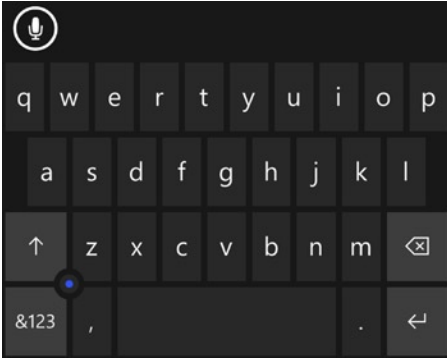 q w e r t y u i o p
a s d f g h j k l
↑ z x c v b n m
&123 , .